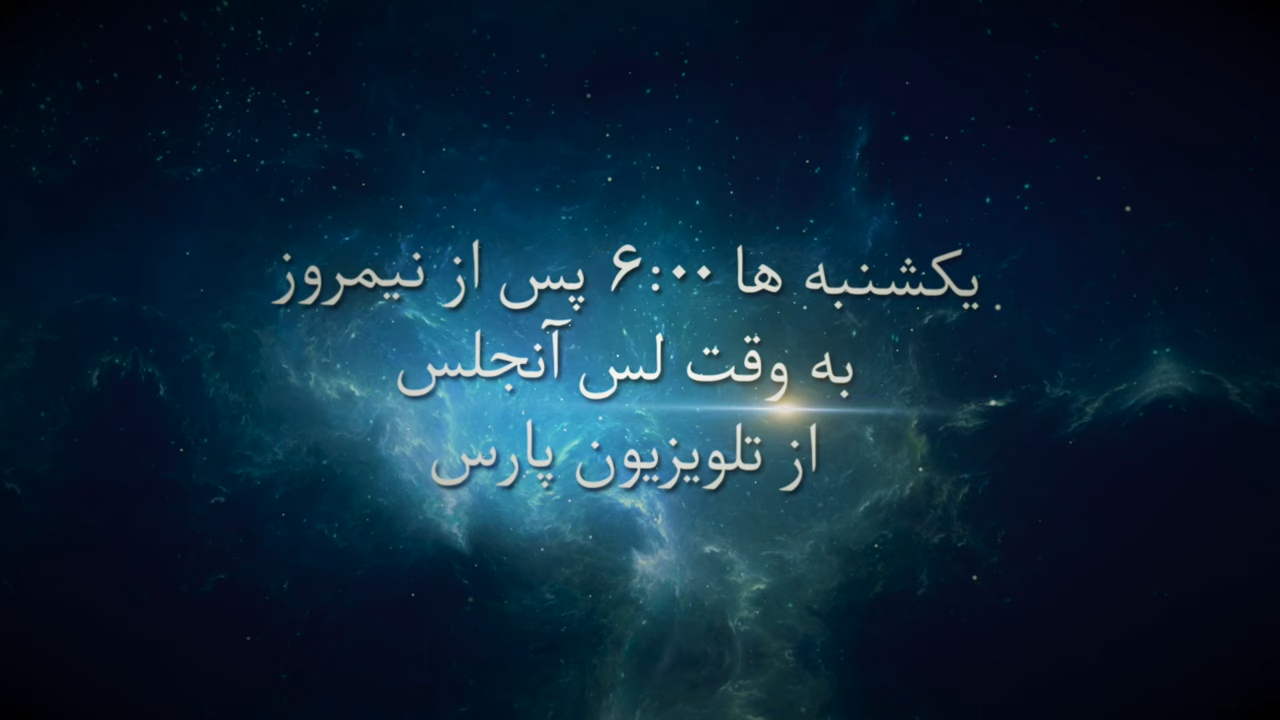 یکشنبه ها ۶:۰۰ پس از نیمروز
به وقت لس آنجلس
از تلویزیون پارس